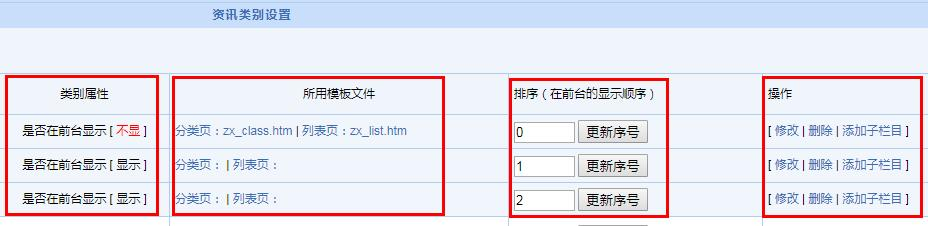 资讯类别设置
类别属性 所用模板文件 排序（在前台的显示顺序） 操作
是否在前台显示 [ 不显 ] 分类页：zx_class.htm | 列表页：zx_list.htm 0 更新序号 [ 修改 | 删除 | 添加子栏目 ]
是否在前台显示 [ 显示 ] 分类页： | 列表页： 1 更新序号 [ 修改 | 删除 | 添加子栏目 ]
是否在前台显示 [ 显示 ] 分类页： | 列表页： 2 更新序号 [ 修改 | 删除 | 添加子栏目 ]